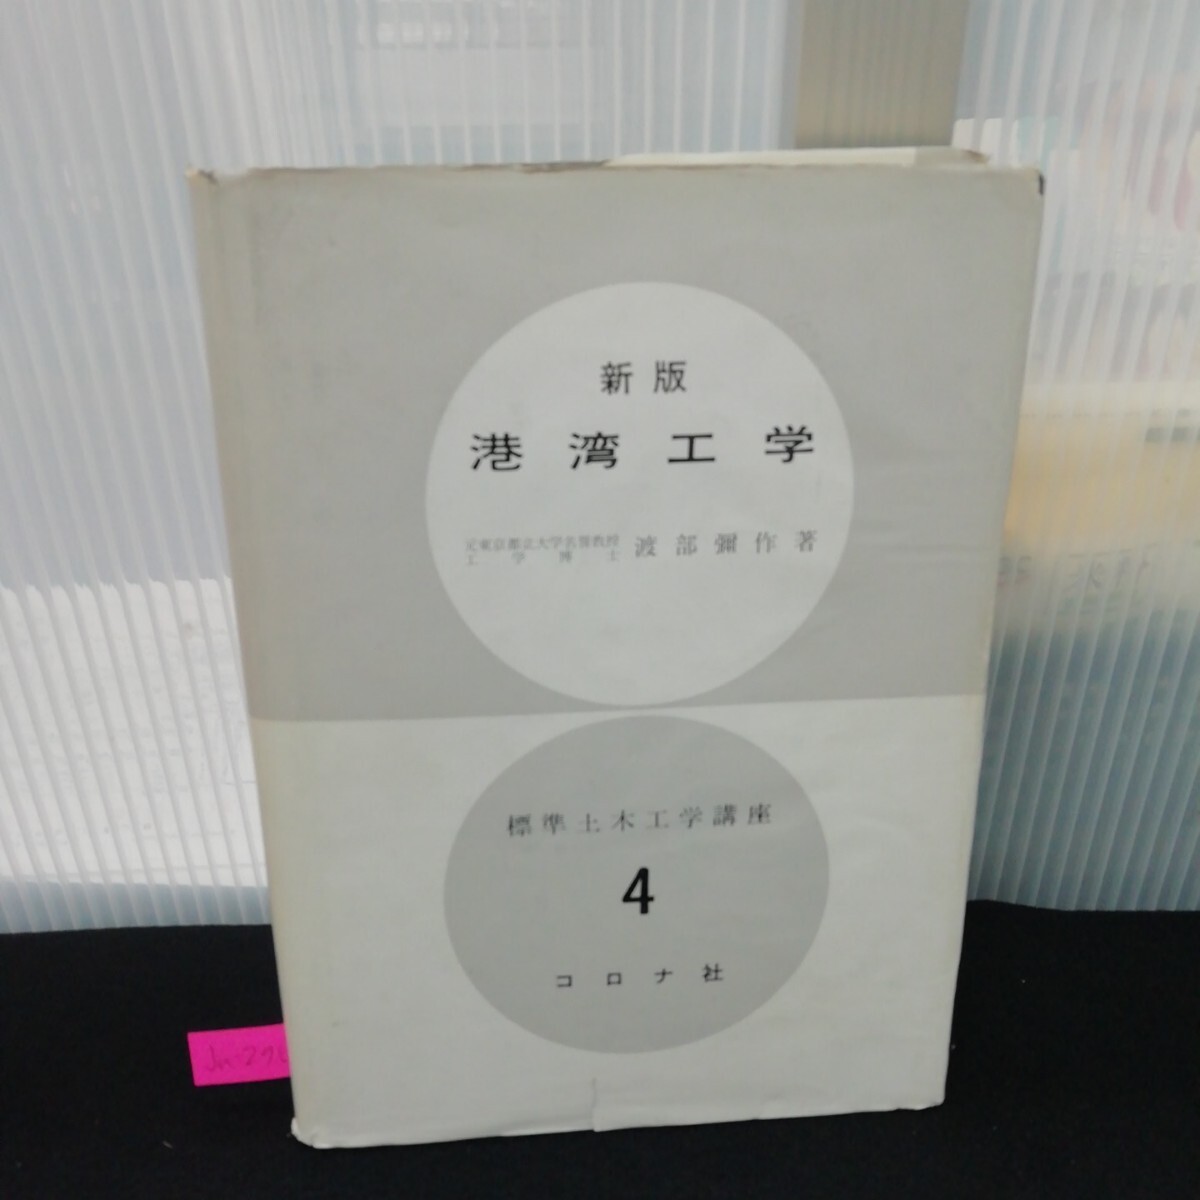 新版
港湾工学
元東京都立大学名誉教授
工学博士
渡部彌作著
標準土木工学講座
4
コロナ社